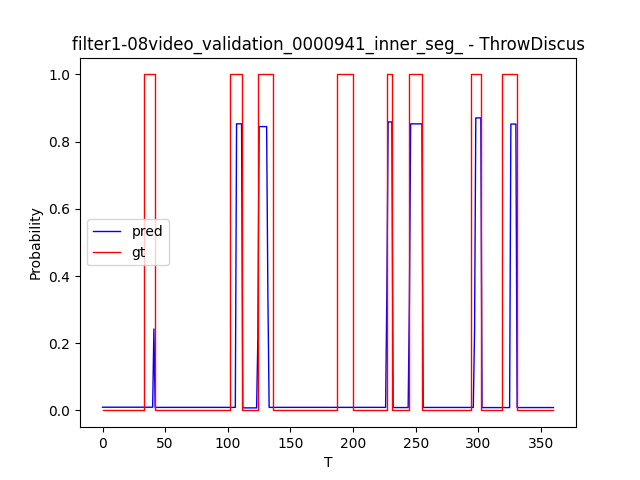 filter1-08video_validation_0000941_inner_seg_ - ThrowDiscus
1.0
0.8
0.6
0.4
0.2
0.0
Probability
pred
gt
0 50 100 150 200 250 300 350
T